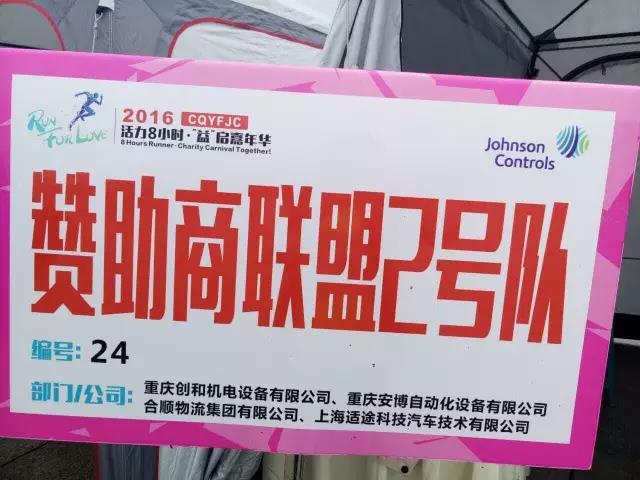 RUN
FOR LOVE
2016 CQYFJC
活力8小时·"益"启嘉年华
8 Hours Runner·Charity Carnival Together!
Johnson
Controls
赞助商联盟2号队
编号: 24
部门/公司: 重庆创和机电设备有限公司、重庆安博自动化设备有限公司
合顺物流集团有限公司、上海适途科技汽车技术有限公司